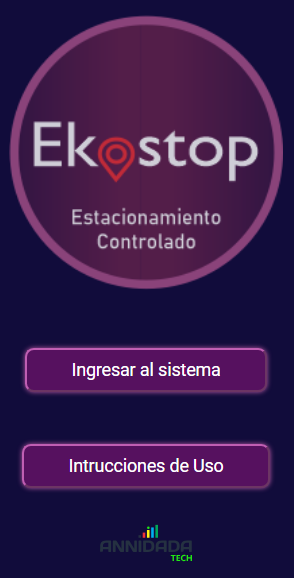 Ekostop
Estacionamiento
Controlado
Ingresar al sistema
Intrucciones de Uso
ANNIDADA
TECH